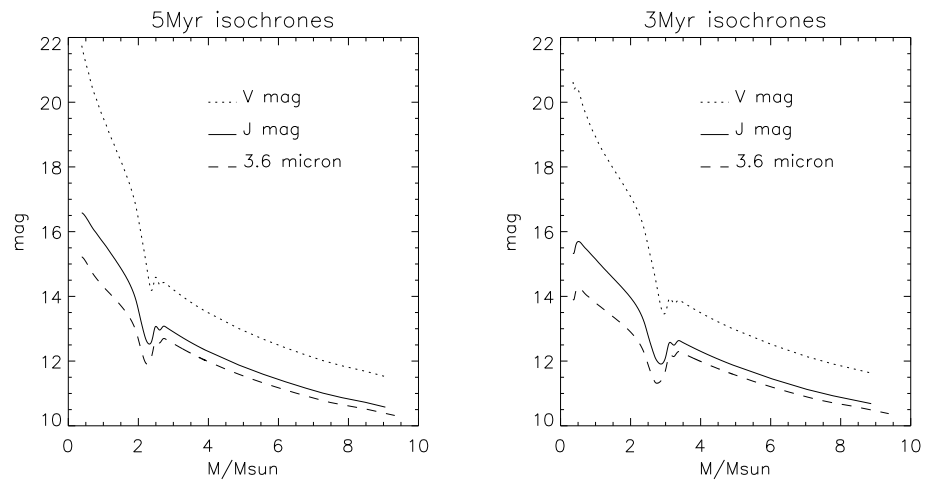 5Myr isochrones
22
20
18
16
14
12
10
mag
V mag
J mag
3.6 micron
0 2 4 6 8 10
M/Msun
3Myr isochrones
22
20
18
16
14
12
10
mag
V mag
J mag
3.6 micron
0 2 4 6 8 10
M/Msun